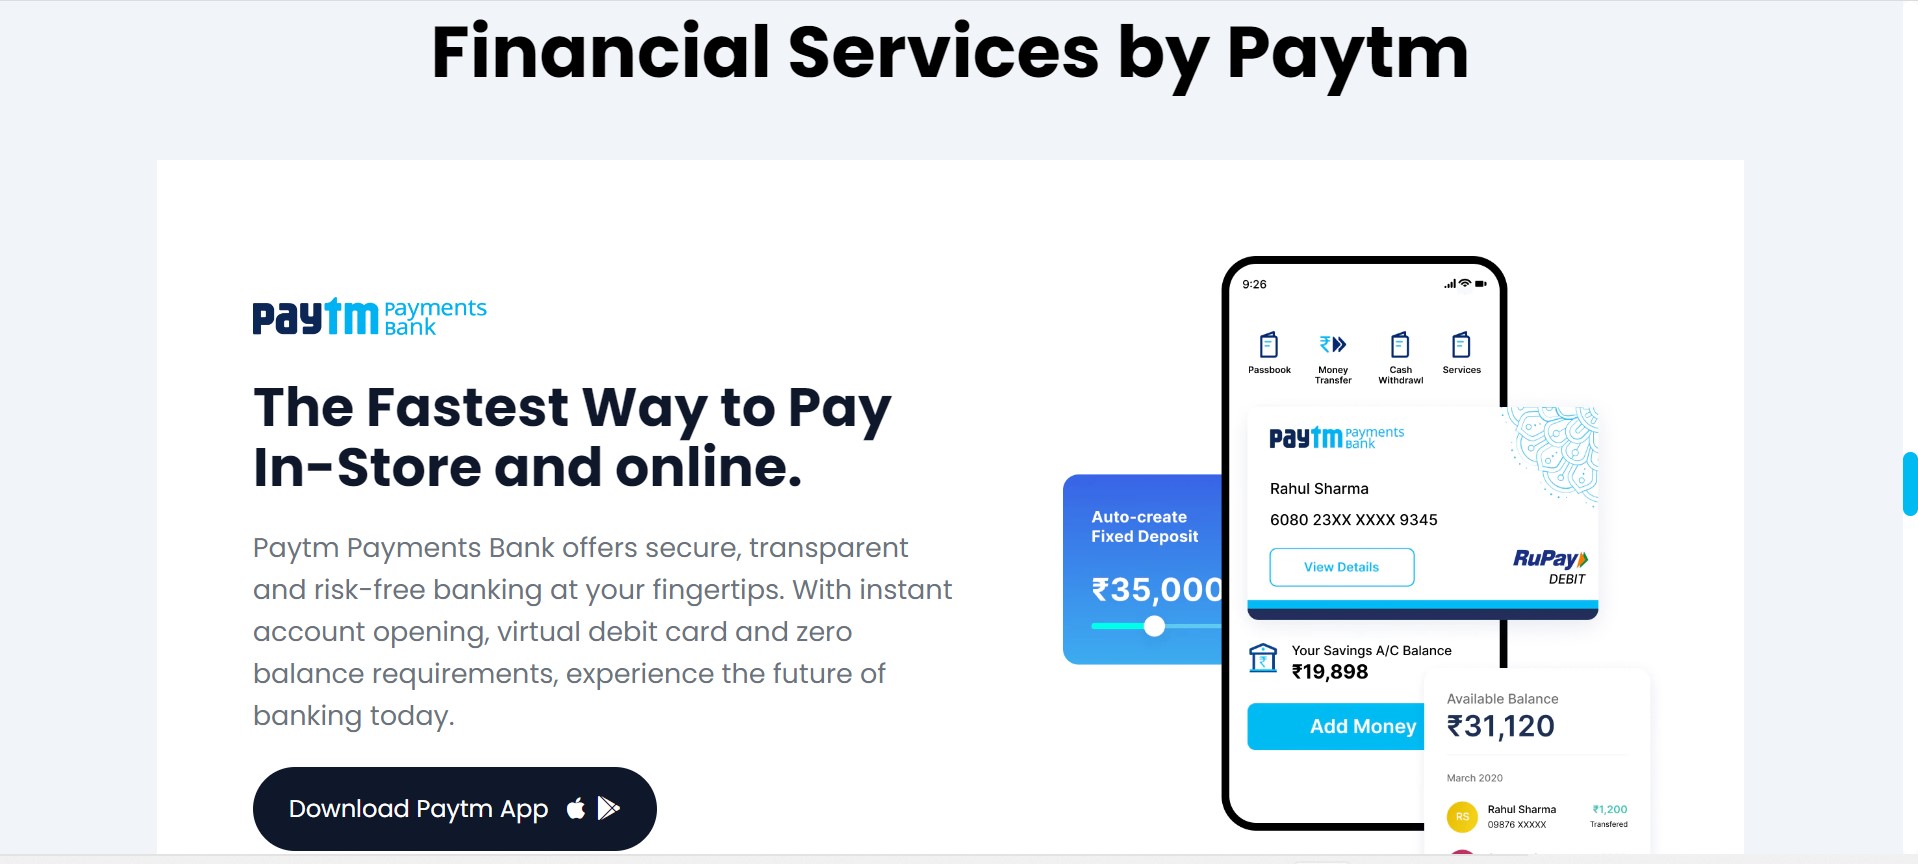 Financial Services by Paytm
paytm Payments Bank
The Fastest Way to Pay
In-Store and online.
Paytm Payments Bank offers secure, transparent
and risk-free banking at your fingertips. With instant
account opening, virtual debit card and zero
balance requirements, experience the future of
banking today.
Download Paytm App
9:26
Passbook
Money Transfer
Cash Withdrawl
Services
paytm Payments Bank
Rahul Sharma
6080 23XX XXXX 9345
View Details
RuPay
DEBIT
Auto-create
Fixed Deposit
₹35,000
Your Savings A/C Balance
₹19,898
Add Money
Available Balance
₹31,120
March 2020
RS
Rahul Sharma ₹1,200
09876 XXXXX Transfered